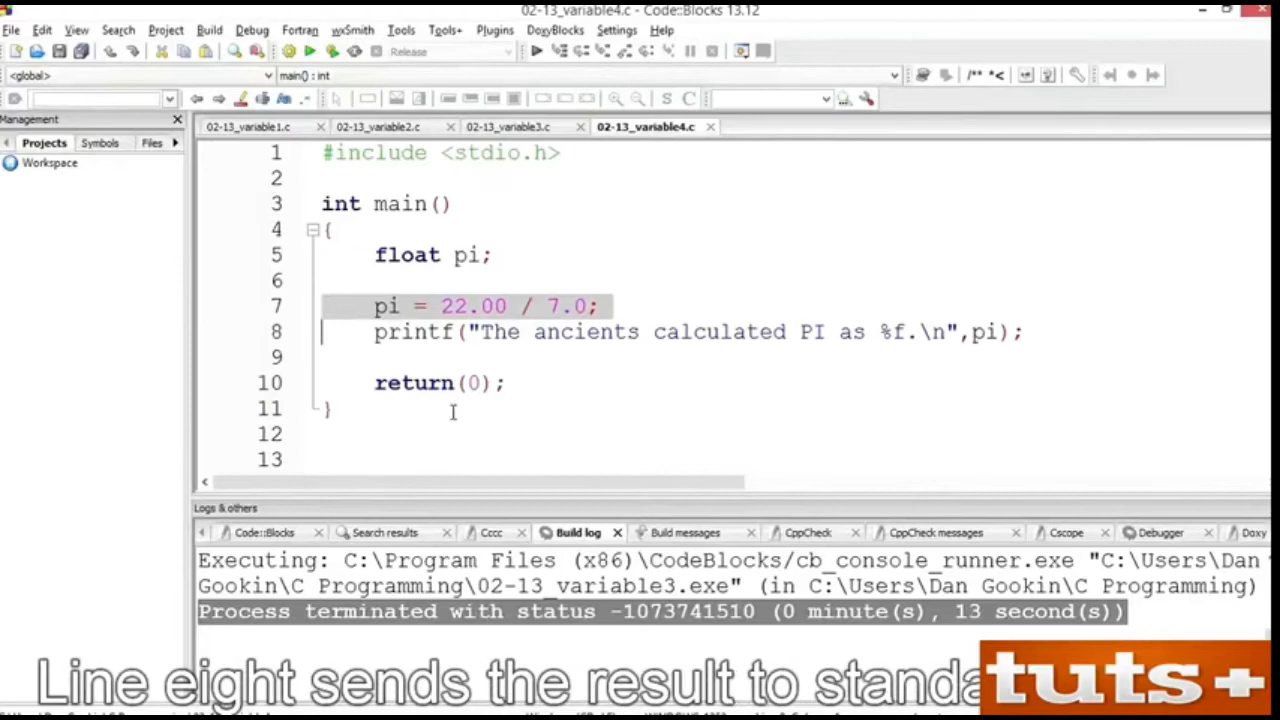 02-13_variable4.c - Code::Blocks 13.12
File Edit View Search Project Build Debug Fortran wxSmith Tools Tools+ Plugins DoxyBlocks Settings Help
Release
<global> main() : int
/** *<
S C
Management
02-13_variable1.c 02-13_variable2.c 02-13_variable3.c 02-13_variable4.c
Projects Symbols Files
Workspace
1 #include <stdio.h>
2
3 int main()
4 {
5 float pi;
6
7 pi = 22.00 / 7.0;
8 printf("The ancients calculated PI as %f.\n",pi);
9
10 return(0);
11 }
12
13
Logs & others
Code::Blocks Search results Cccc Build log Build messages CppCheck CppCheck messages Cscope Debugger Doxy
Executing: C:\Program Files (x86)\CodeBlocks/cb_console_runner.exe "C:\Users\Dan
Gookin\C Programming\02-13_variable3.exe" (in C:\Users\Dan Gookin\C Programming)
Process terminated with status -1073741510 (0 minute(s), 13 second(s))
Line eight sends the result to standa
tuts+